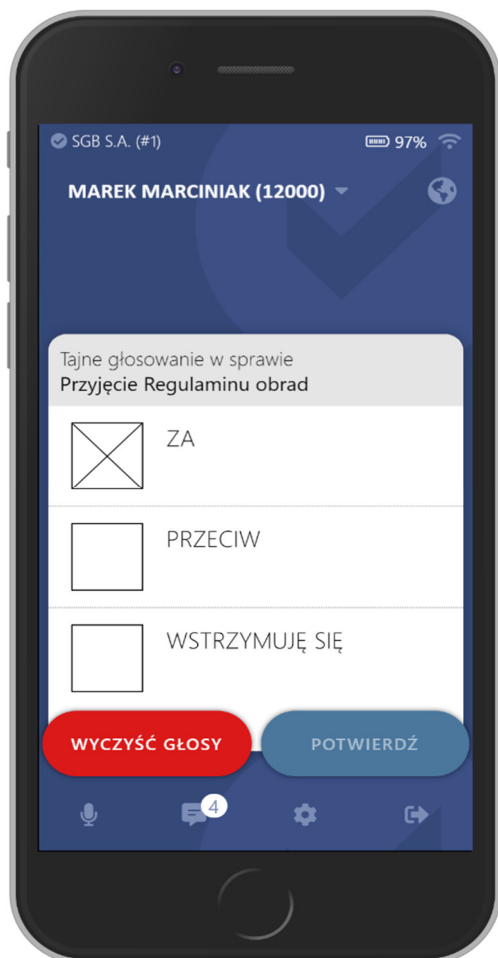 SGB S.A. (#1) 97%
MAREK MARCINIAK (12000)
Tajne głosowanie w sprawie
Przyjęcie Regulaminu obrad
ZA
PRZECIW
WSTRZYMUJĘ SIĘ
WYCZYŚĆ GŁOSY POTWIERDŹ
4